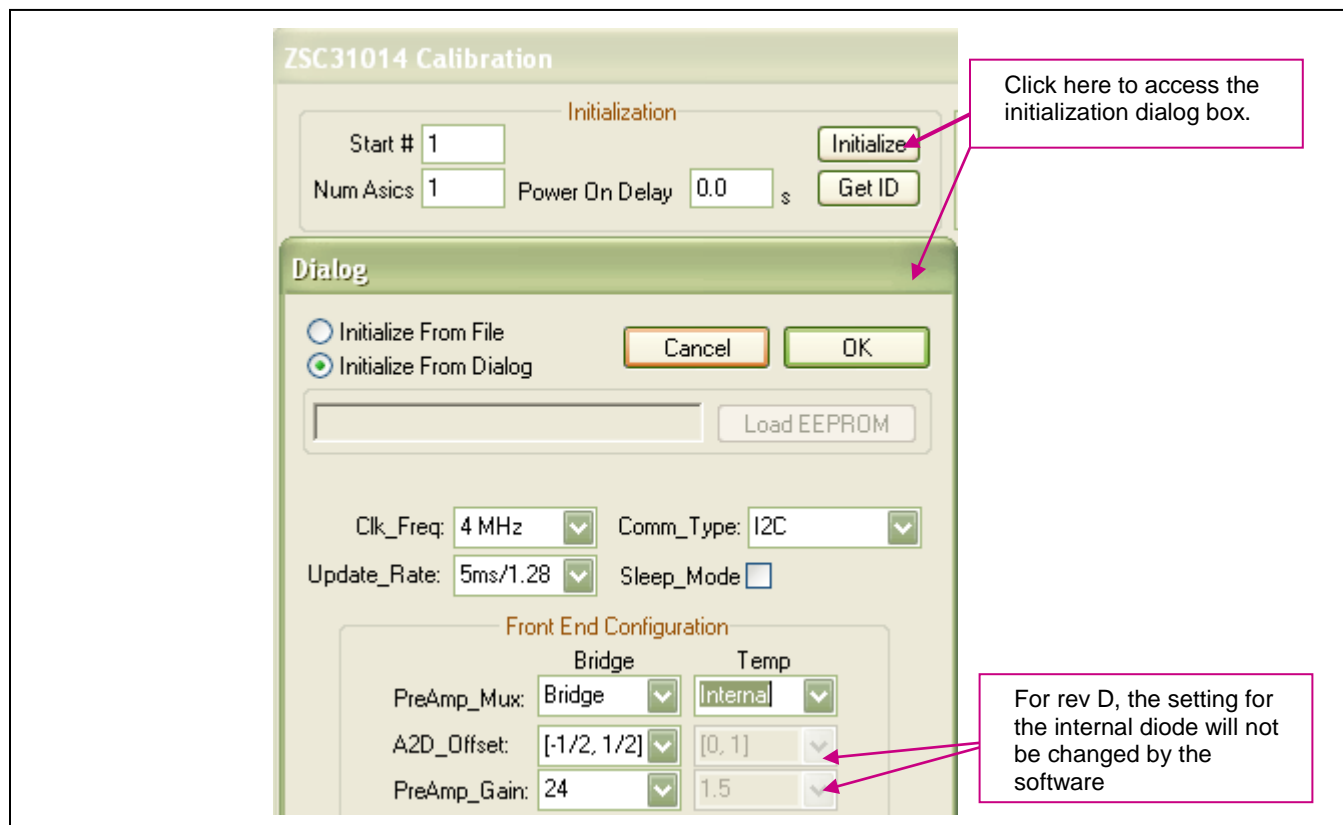 ZSC31014 Calibration
Click here to access the
initialization dialog box.
Initialization
Start # 1
Initialize
Num Asics 1 Power On Delay 0.0 s Get ID
Dialog
Initialize From File
Initialize From Dialog
Cancel OK
Load EEPROM
Clk_Freq: 4 MHz Comm_Type: I2C
Update_Rate: 5ms/1.28 Sleep_Mode
Front End Configuration
Bridge Temp
PreAmp_Mux: Bridge Internal
A2D_Offset: [-1/2, 1/2] [0, 1]
PreAmp_Gain: 24 1.5
For rev D, the setting for
the internal diode will not
be changed by the
software